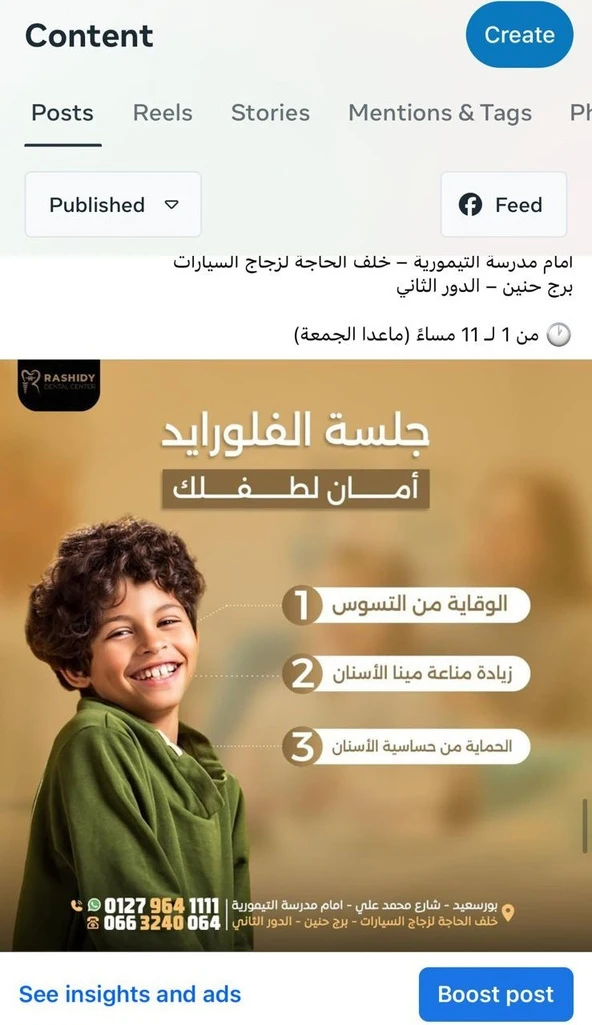 Content
Create
Posts
Reels
Stories
Mentions & Tags
Ph
Published
Feed
امام مدرسة التيمورية – خلف الحاجة لزجاج السيارات
برج حنين – الدور الثاني
من 1 لـ 11 مساءً (ماعدا الجمعة)
RASHIDY
DENTAL CENTER
جلسة الفلورايد
أمـــان لطـــفـــلك
1 الوقاية من التسوس
2 زيادة مناعة مينا الأسنان
3 الحماية من حساسية الأسنان
بورسعيد - شارع محمد علي - امام مدرسة التيمورية | 0127 964 1111
خلف الحاجة لزجاج السيارات - برج حنين - الدور الثاني | 066 3240 064
See insights and ads
Boost post